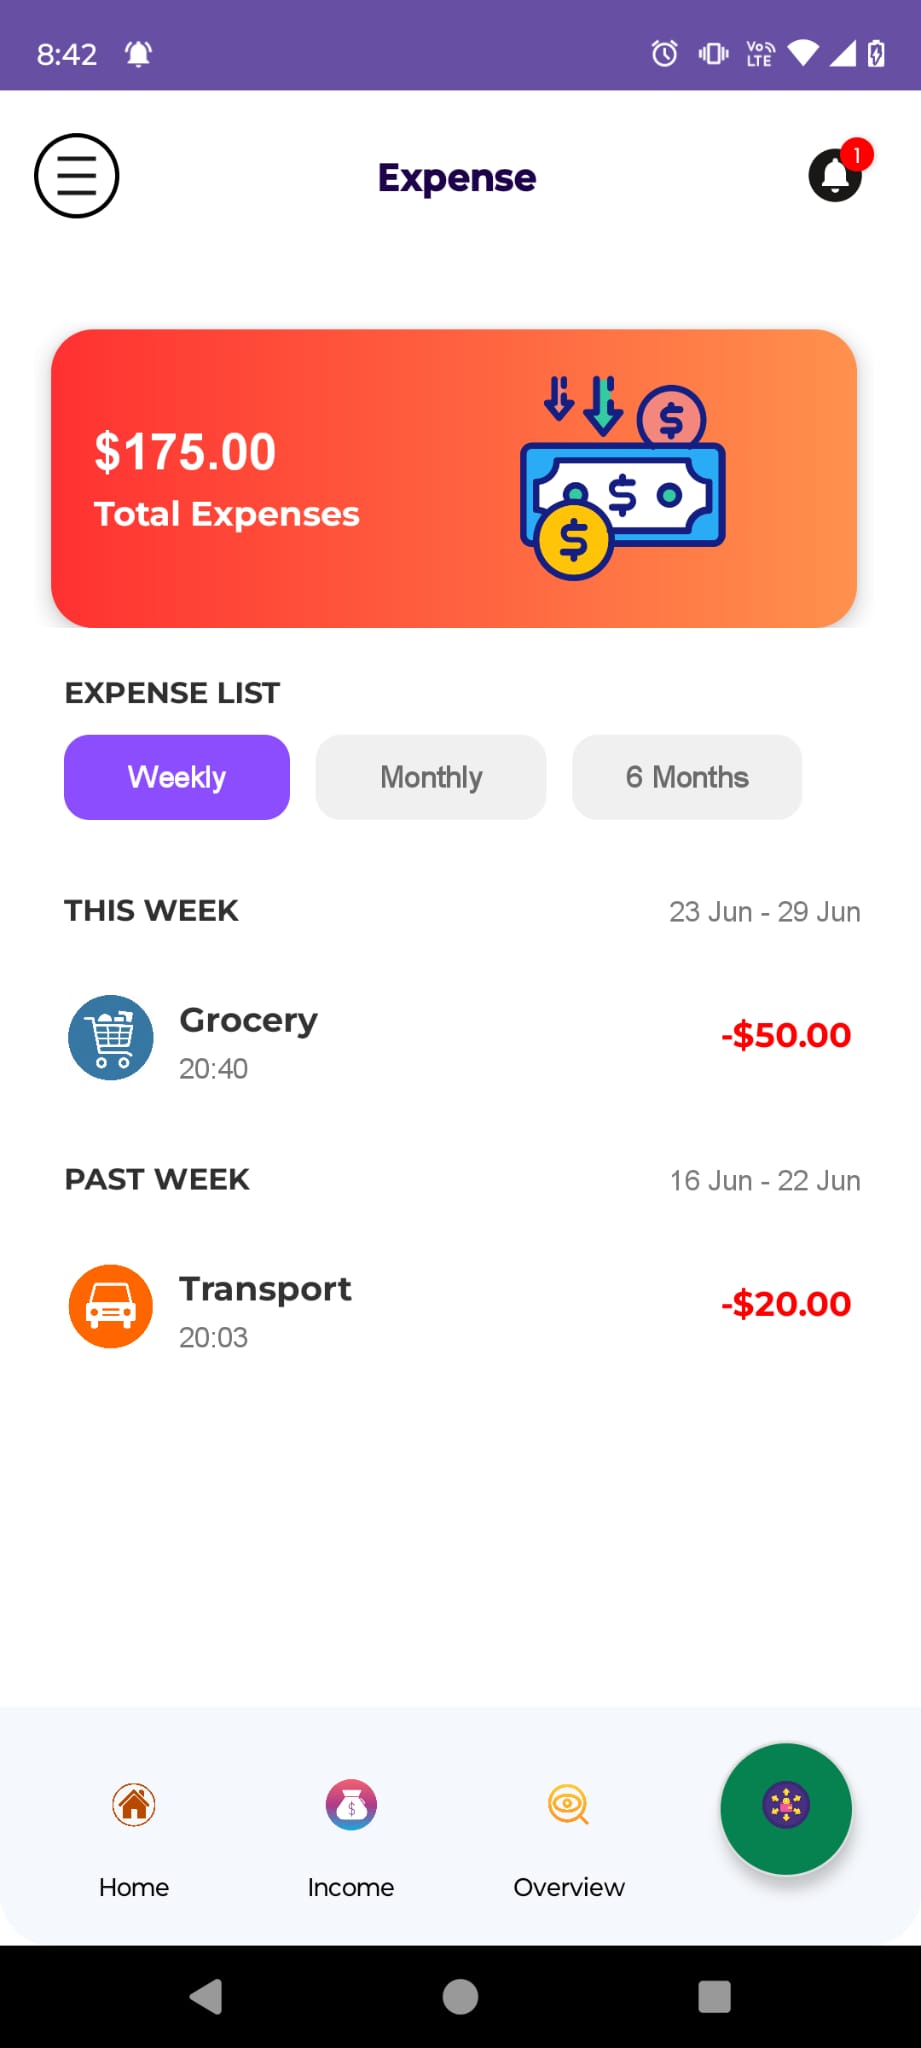 8:42
Vo LTE
Expense
1
$175.00
Total Expenses
EXPENSE LIST
Weekly Monthly 6 Months
THIS WEEK 23 Jun - 29 Jun
Grocery
-$50.00
20:40
PAST WEEK 16 Jun - 22 Jun
Transport
-$20.00
20:03
Home Income Overview